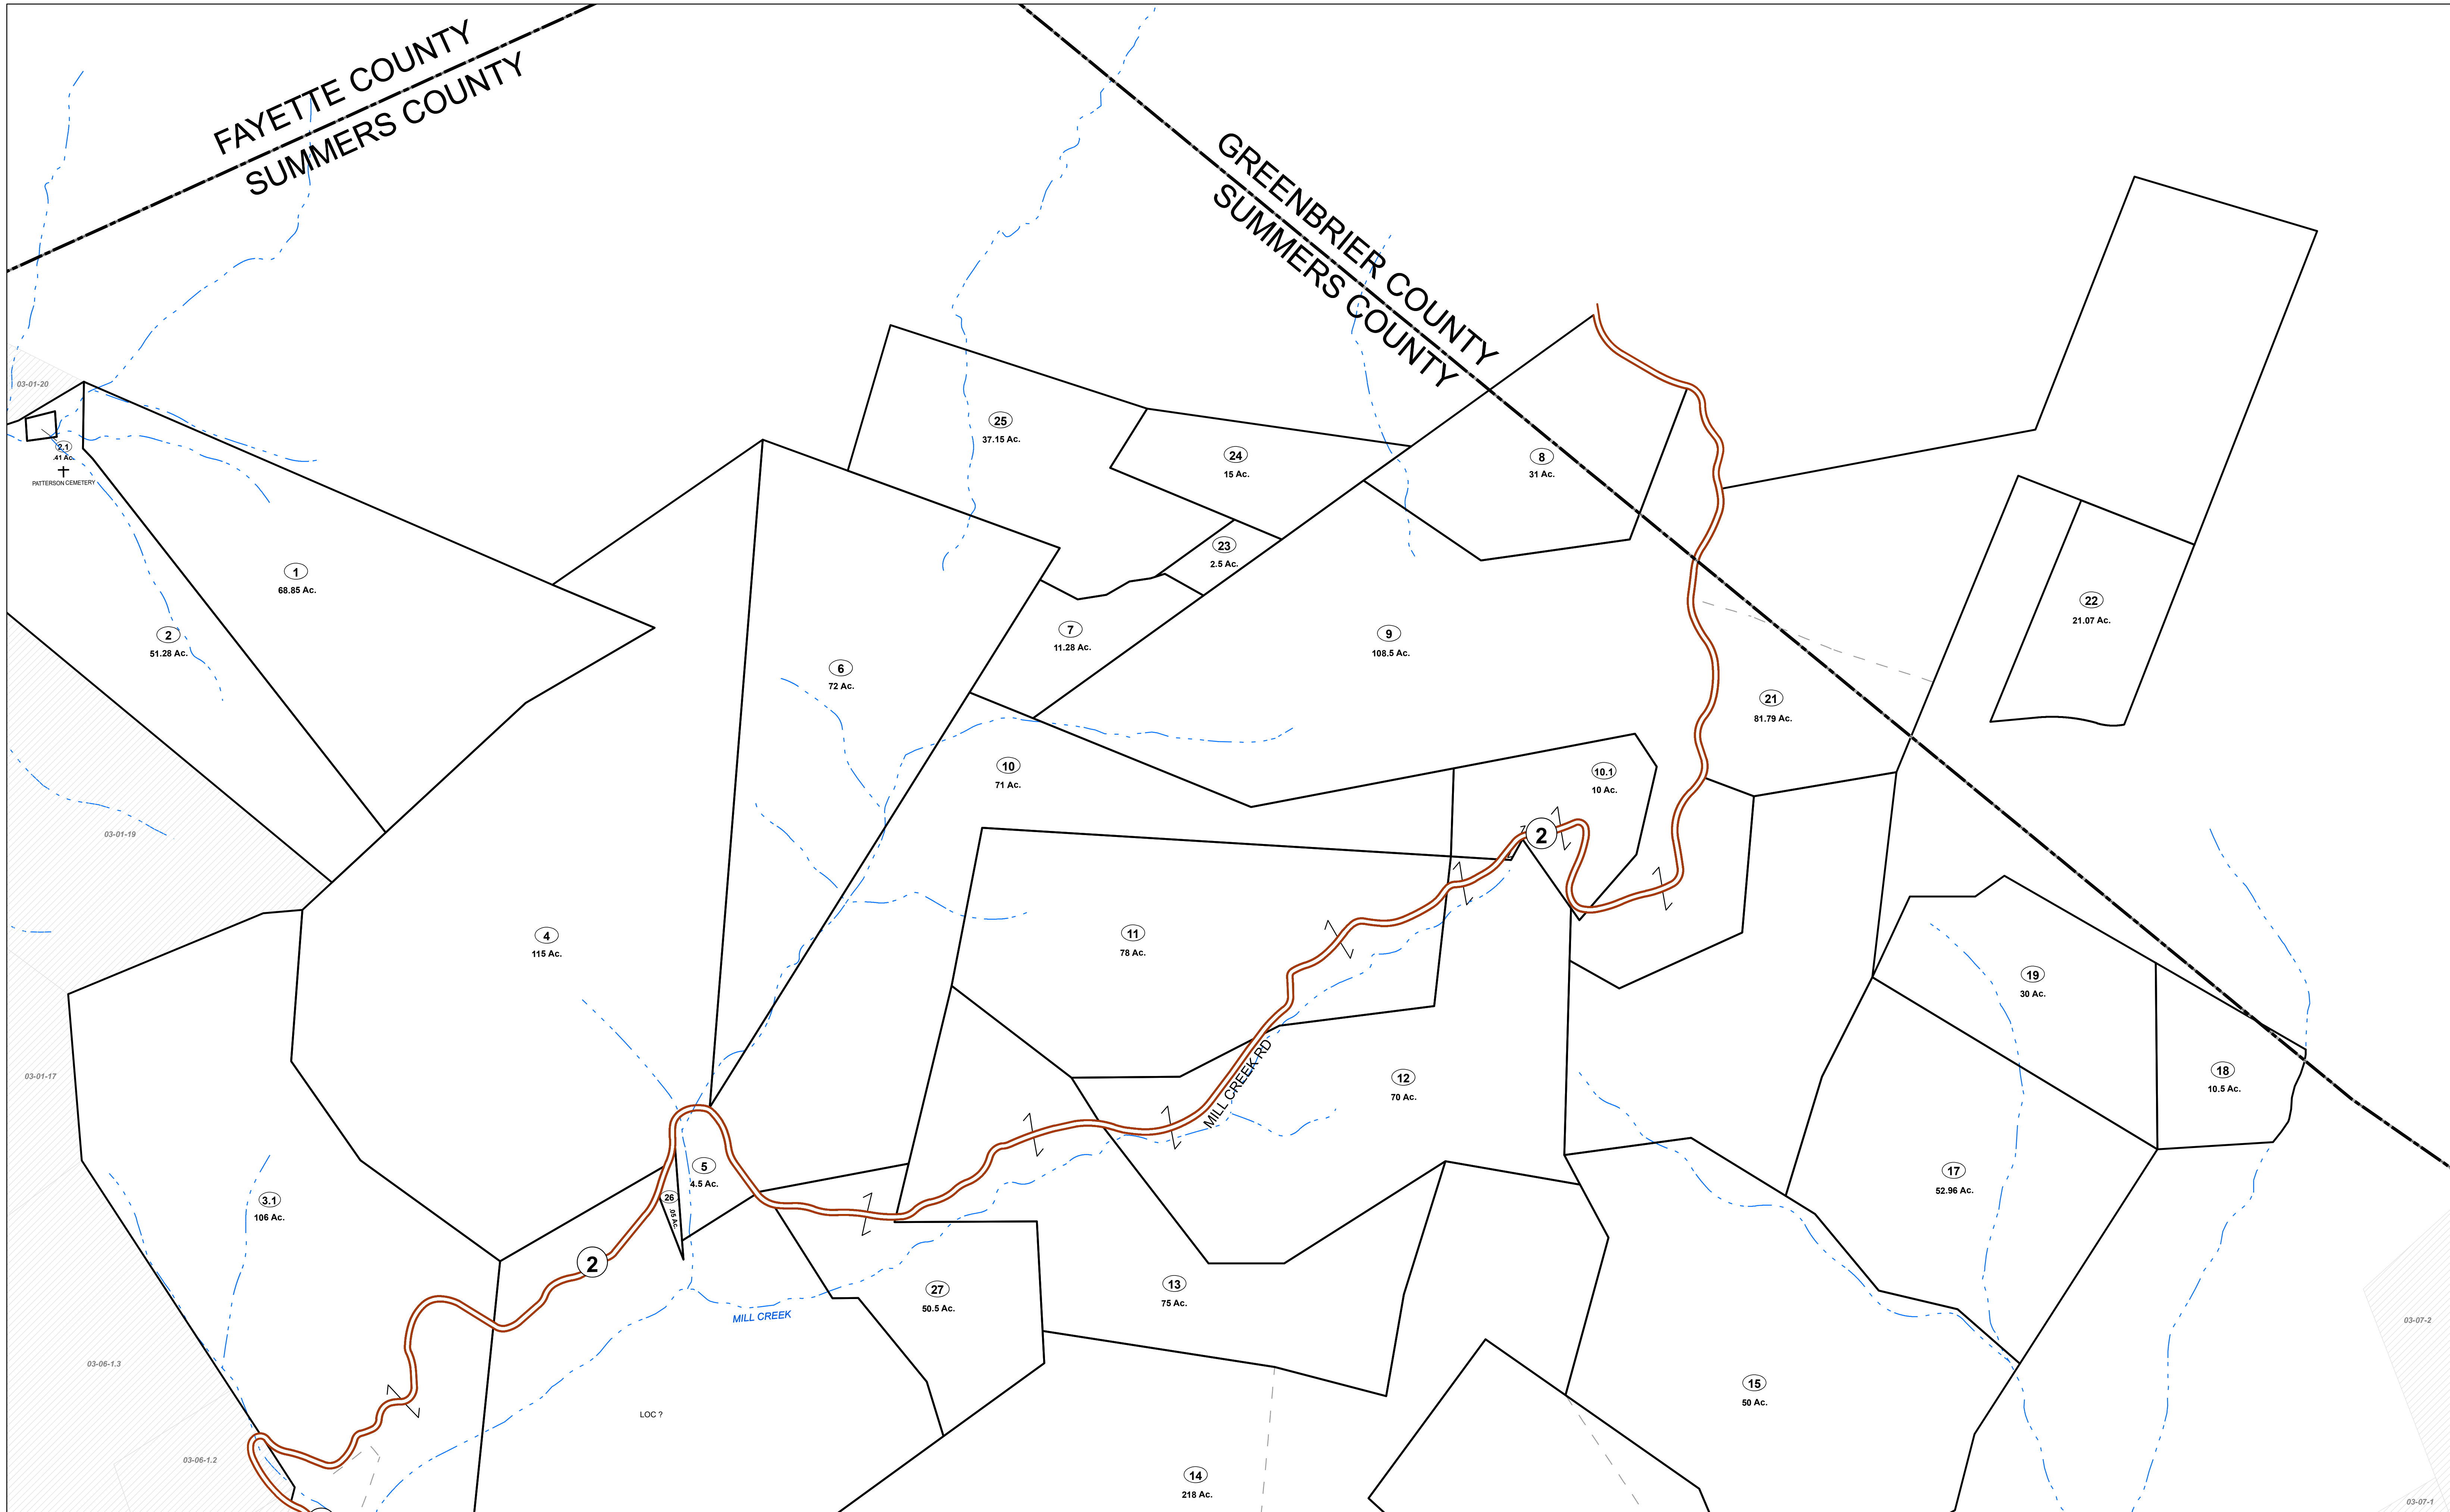 FAYETTE COUNTY
SUMMERS COUNTY
GREENBRIER COUNTY
SUMMERS COUNTY
03-01-20
2.1
.41 Ac.
PATTERSON CEMETERY
25
37.15 Ac.
24
15 Ac.
8
31 Ac.
23
2.5 Ac.
1
68.85 Ac.
2
51.28 Ac.
7
11.28 Ac.
9
108.5 Ac.
22
21.07 Ac.
6
72 Ac.
21
81.79 Ac.
10
71 Ac.
10.1
10 Ac.
03-01-19
2
4
115 Ac.
11
78 Ac.
19
30 Ac.
03-01-17
MILL CREEK RD
12
70 Ac.
18
10.5 Ac.
5
4.5 Ac.
26
.05 Ac.
3.1
106 Ac.
17
52.96 Ac.
2
27
50.5 Ac.
13
75 Ac.
MILL CREEK
03-07-2
03-06-1.3
15
50 Ac.
LOC ?
03-06-1.2
14
218 Ac.
03-07-1